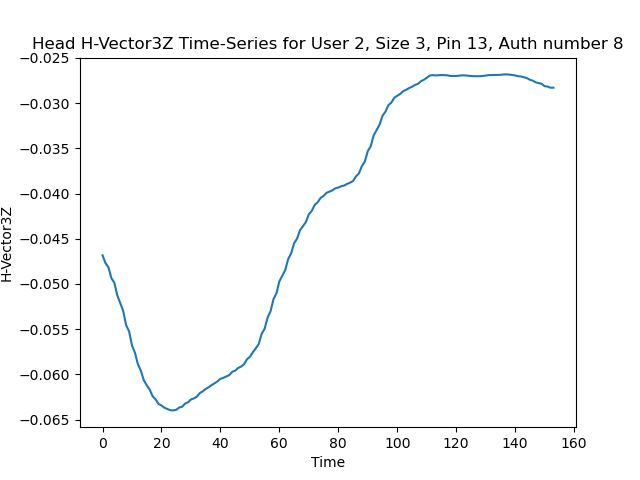 Head H-Vector3Z Time-Series for User 2, Size 3, Pin 13, Auth number 8
−0.025
−0.030
−0.035
−0.040
−0.045
−0.050
−0.055
−0.060
−0.065
H-Vector3Z
0 20 40 60 80 100 120 140 160
Time